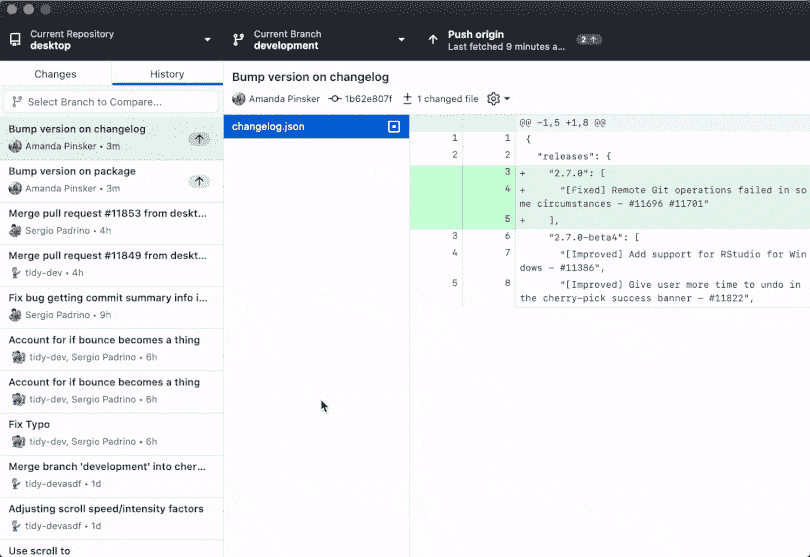 Current Repository
desktop
Current Branch
development
Push origin
Last fetched 9 minutes a...
2
Changes
History
Select Branch to Compare...
Bump version on changelog
Amanda Pinsker • 3m
Bump version on package
Amanda Pinsker • 3m
Merge pull request #11853 from deskt...
Sergio Padrino • 4h
Merge pull request #11849 from deskt...
tidy-dev • 4h
Fix bug getting commit summary info i...
Sergio Padrino • 9h
Account for if bounce becomes a thing
tidy-dev, Sergio Padrino • 6h
Account for if bounce becomes a thing
tidy-dev, Sergio Padrino • 6h
Fix Typo
tidy-dev, Sergio Padrino • 6h
Merge branch 'development' into cher...
tidy-devasdf • 1d
Adjusting scroll speed/intensity factors
tidy-devasdf • 1d
Use scroll to
Bump version on changelog
Amanda Pinsker 1b62e807f 1 changed file
changelog.json
@@ -1,5 +1,8 @@
1 1 {
2 2 "releases": {
3 + "2.7.0": [
4 + "[Fixed] Remote Git operations failed in so
me circumstances - #11696 #11701"
5 + ],
3 6 "2.7.0-beta4": [
4 7 "[Improved] Add support for RStudio for Win
dows - #11386",
5 8 "[Improved] Give user more time to undo in
the cherry-pick success banner - #11822",